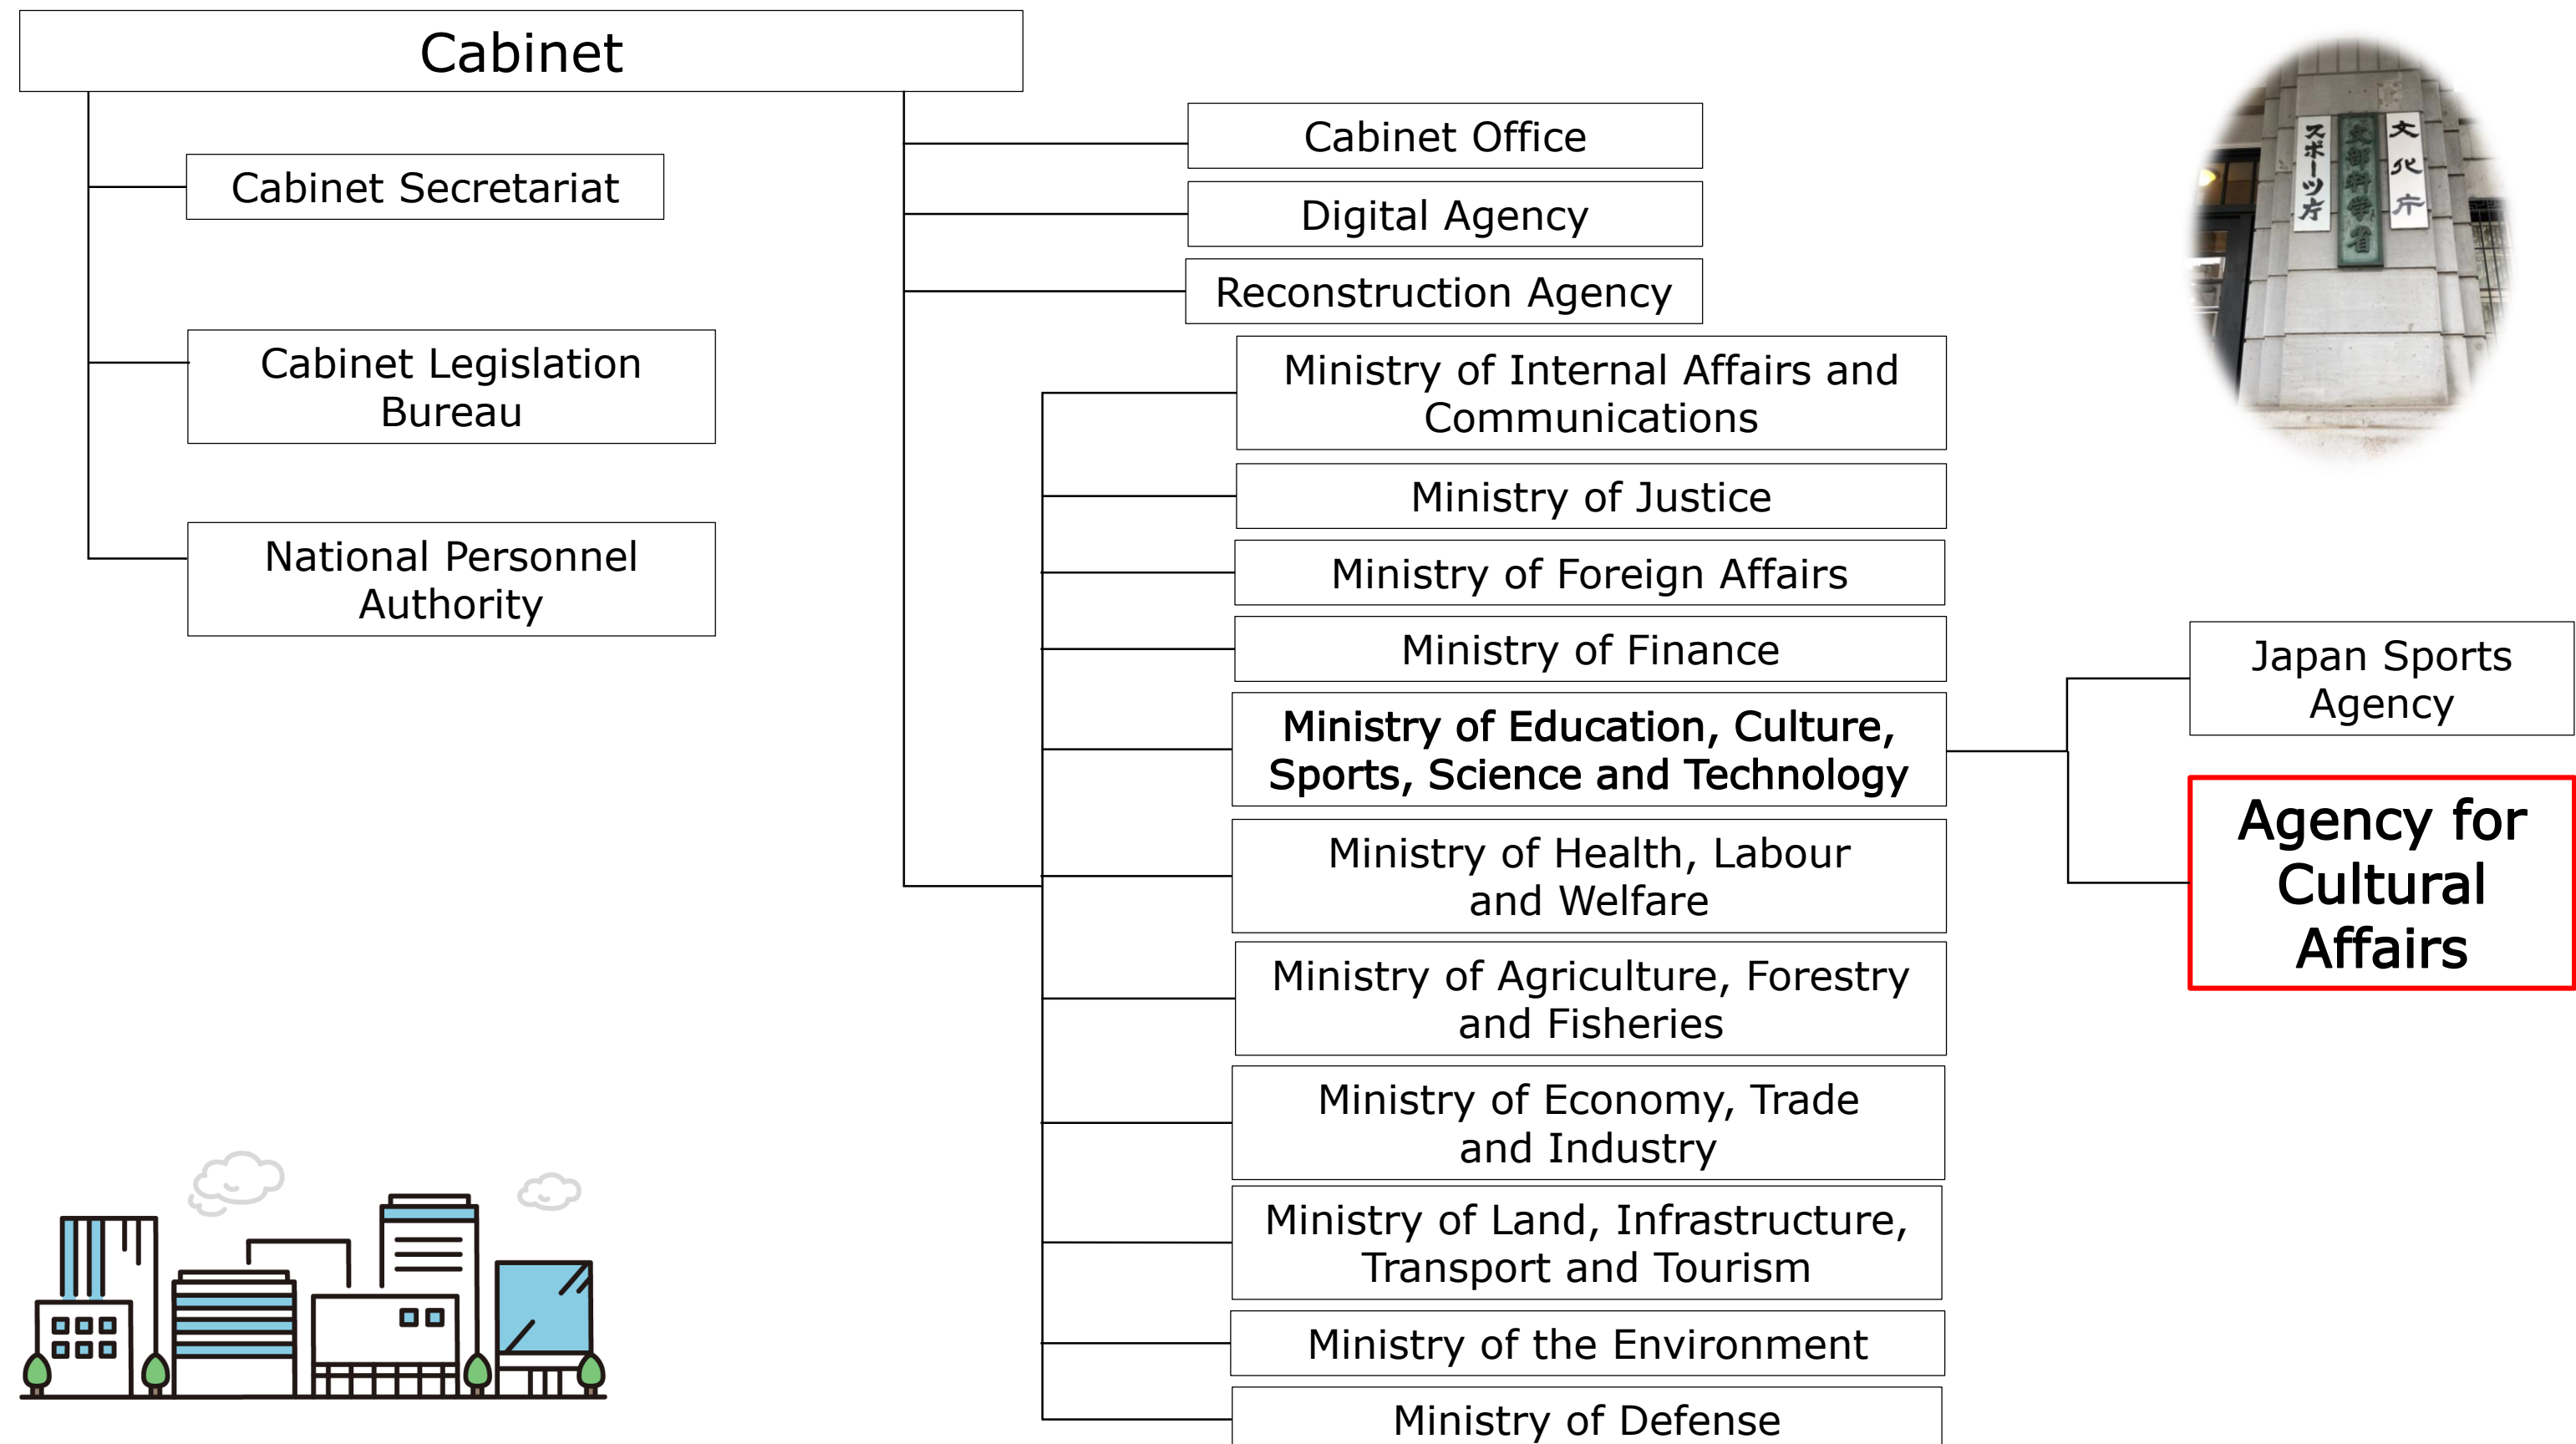 Cabinet
Cabinet Secretariat
Cabinet Legislation
Bureau
National Personnel
Authority
Cabinet Office
Digital Agency
Reconstruction Agency
Ministry of Internal Affairs and
Communications
Ministry of Justice
Ministry of Foreign Affairs
Ministry of Finance
Ministry of Education, Culture,
Sports, Science and Technology
Ministry of Health, Labour
and Welfare
Ministry of Agriculture, Forestry
and Fisheries
Ministry of Economy, Trade
and Industry
Ministry of Land, Infrastructure,
Transport and Tourism
Ministry of the Environment
Ministry of Defense
Japan Sports
Agency
Agency for
Cultural
Affairs
文化庁
文部科学省
スポーツ庁